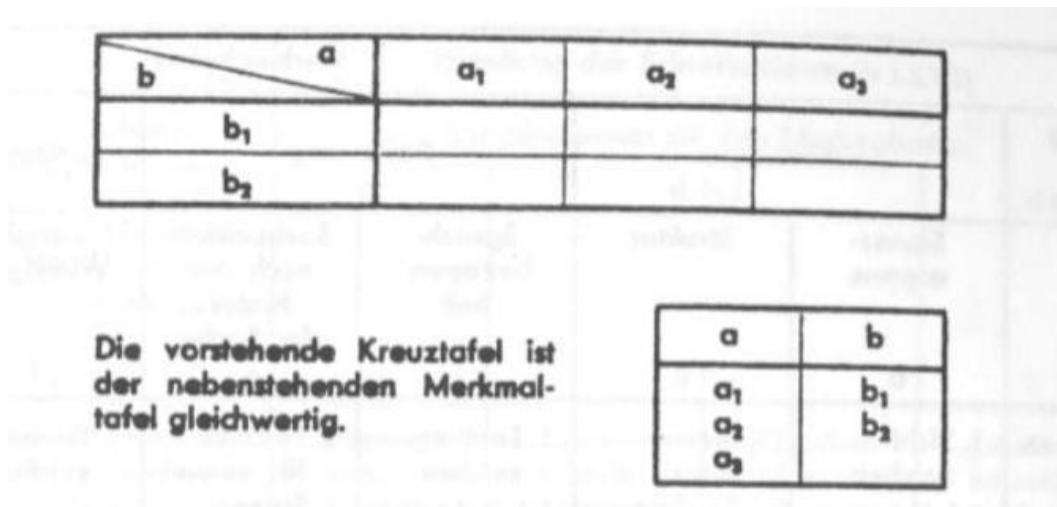 a
b a₁ a₂ a₃
b₁
b₂
Die vorstehende Kreuztafel ist
der nebenstehenden Merkmal-
tafel gleichwertig.
a b
a₁ b₁
a₂ b₂
a₃